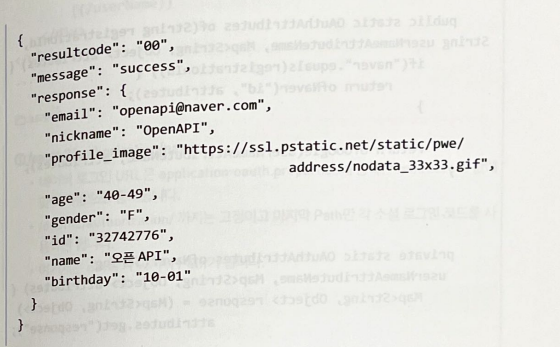 {
"resultcode": "00",
"message": "success",
"response": {
"email": "openapi@naver.com",
"nickname": "OpenAPI",
"profile_image": "https://ssl.pstatic.net/static/pwe/
address/nodata_33x33.gif",
"age": "40-49",
"gender": "F",
"id": "32742776",
"name": "오픈 API",
"birthday": "10-01"
}
}